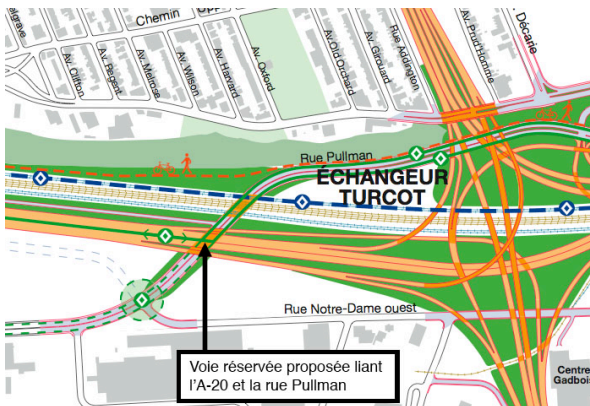 Chemin Upp
elgrave
Av. Clifton
Av. Regent
Av. Melrose
Av. Wilson
Av. Harvard
Av. Oxford
Av. Old Orchard
Av. Girouard
Rue Addington
Av. Prud'Homme
Décarie
Rue Pullman
ÉCHANGEUR
TURCOT
Rue Notre-Dame ouest
Voie réservée proposée liant
l'A-20 et la rue Pullman
Centre
Gadbois